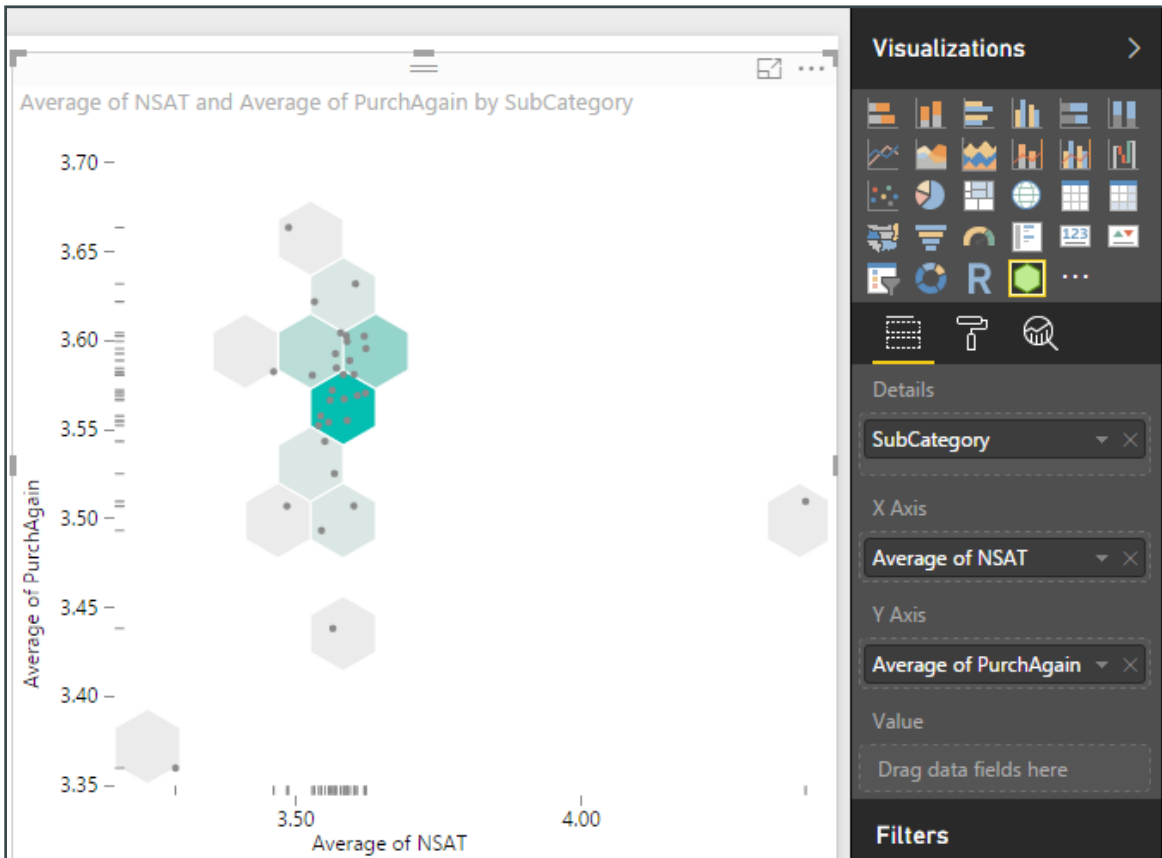 Average of NSAT and Average of PurchAgain by SubCategory
3.70
3.65
3.60
3.55
3.50
3.45
3.40
3.35
Average of PurchAgain
3.50
4.00
Average of NSAT
Visualizations
123
R
Details
SubCategory
X Axis
Average of NSAT
Y Axis
Average of PurchAgain
Value
Drag data fields here
Filters